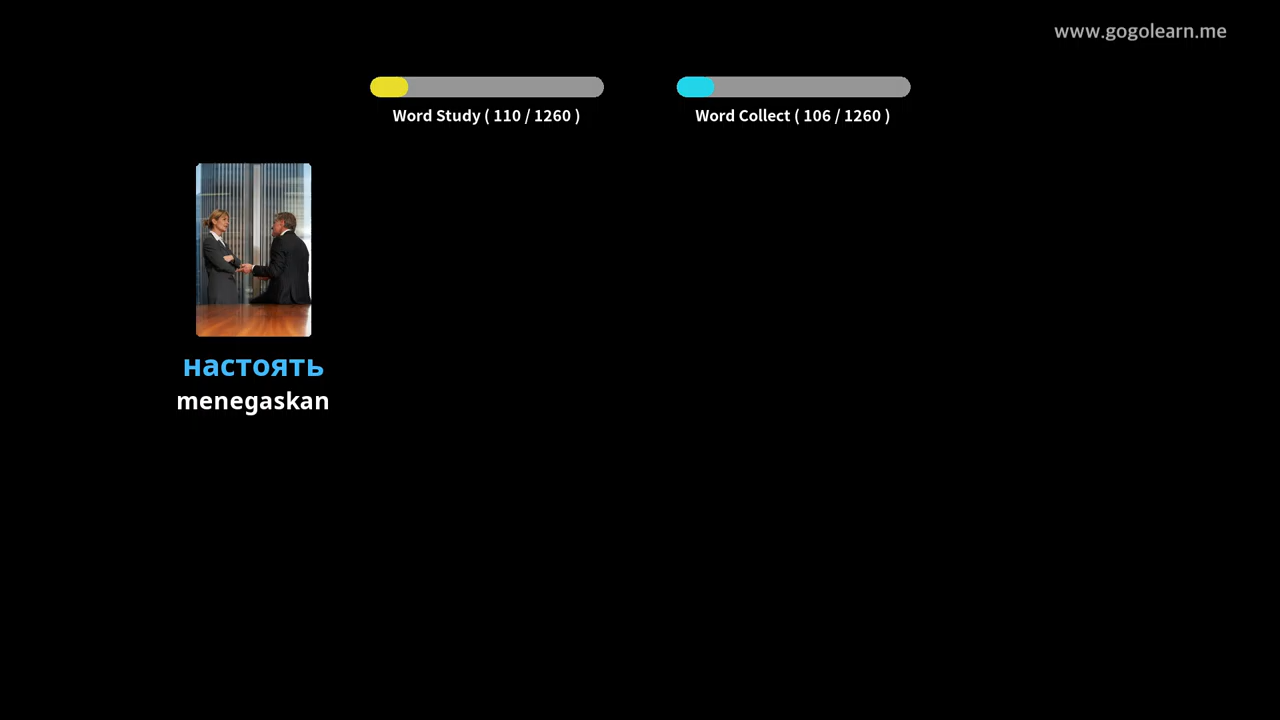 www.gogolearn.me
Word Study ( 110 / 1260 )
Word Collect ( 106 / 1260 )
настоять
menegaskan